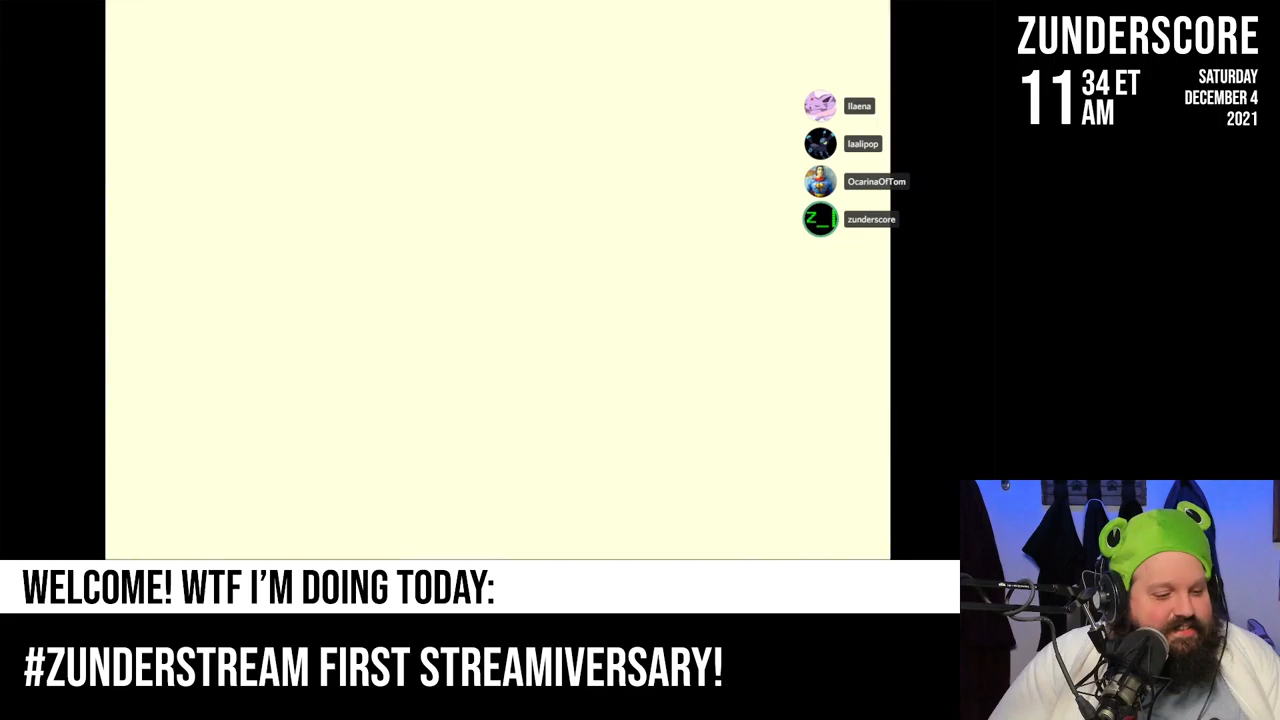 ZUNDERSCORE
11 34 ET AM
SATURDAY
DECEMBER 4
2021
llaena
laalipop
OcarinaOfTom
z_
zunderscore
WELCOME! WTF I'M DOING TODAY:
#ZUNDERSTREAM FIRST STREAMIVERSARY!